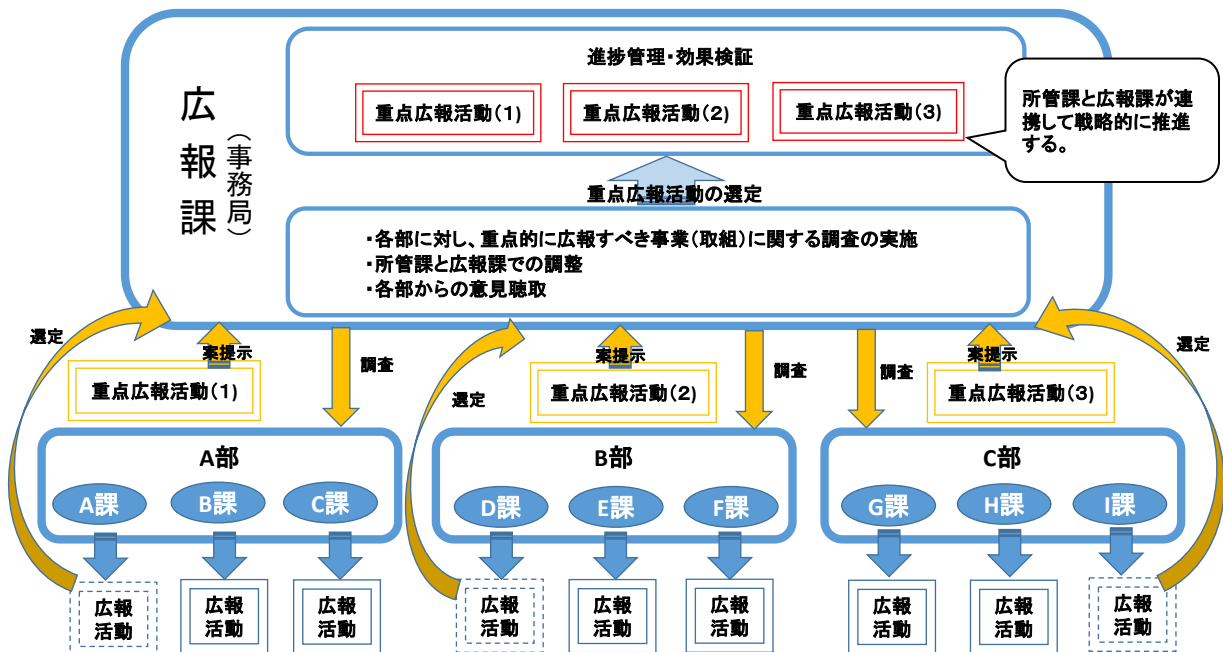 広報課
（事務局）
進捗管理・効果検証
重点広報活動（1）
重点広報活動（2）
重点広報活動（3）
所管課と広報課が連
携して戦略的に推進
する。
重点広報活動の選定
・各部に対し、重点的に広報すべき事業（取組）に関する調査の実施
・所管課と広報課での調整
・各部からの意見聴取
選定
案提示
調査
選定
案提示
調査
調査
案提示
選定
重点広報活動（1）
重点広報活動（2）
重点広報活動（3）
A部
A課
B課
C課
B部
D課
E課
F課
C部
G課
H課
I課
広報
活動
広報
活動
広報
活動
広報
活動
広報
活動
広報
活動
広報
活動
広報
活動
広報
活動